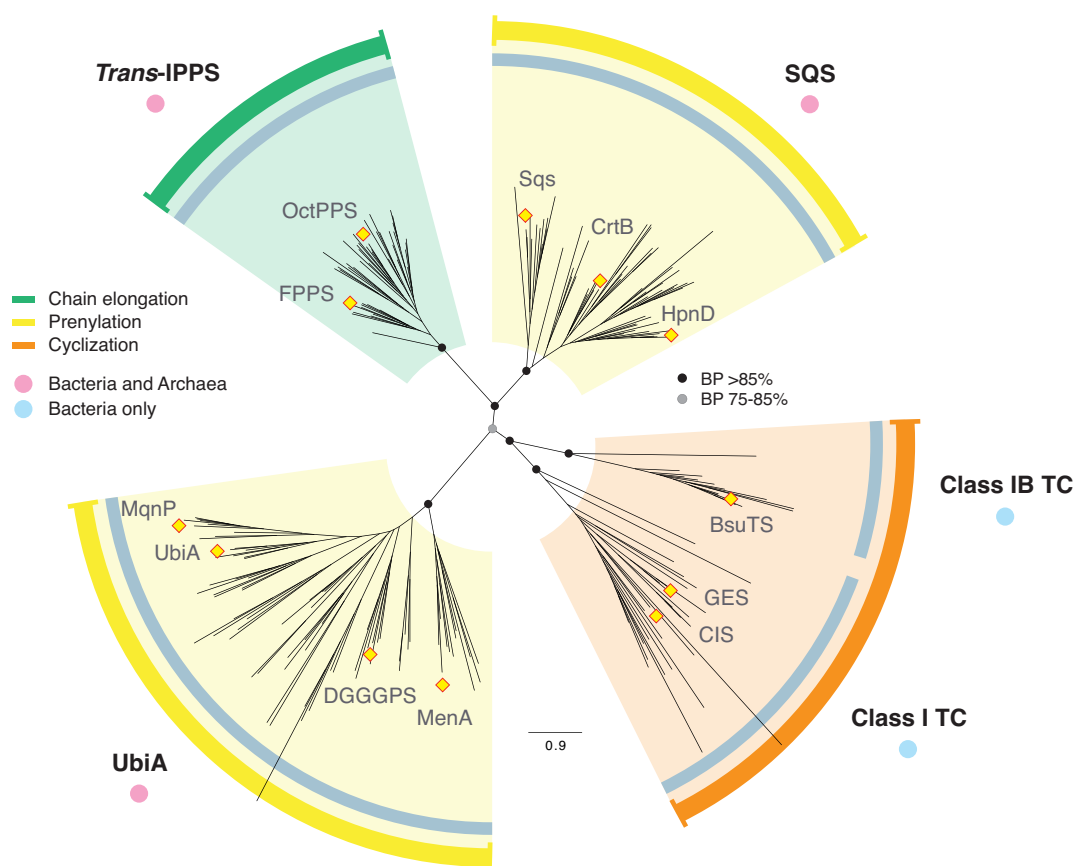 Trans-IPPS
SQS
Sqs
OctPPS
CrtB
FPPS
HpnD
Chain elongation
Prenylation
Cyclization
Bacteria and Archaea
Bacteria only
BP >85%
BP 75-85%
Class IB TC
MqnP
UbiA
BsuTS
GES
CIS
DGGGPS
MenA
Class I TC
0.9
UbiA